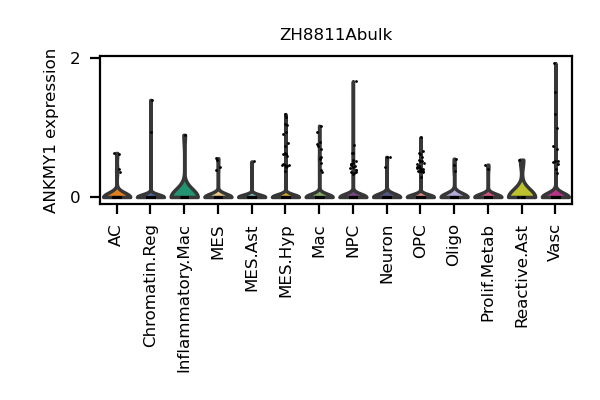 ZH8811Abulk
ANKMY1 expression
2
0
AC
Chromatin.Reg
Inflammatory.Mac
MES
MES.Ast
MES.Hyp
Mac
NPC
Neuron
OPC
Oligo
Prolif.Metab
Reactive.Ast
Vasc